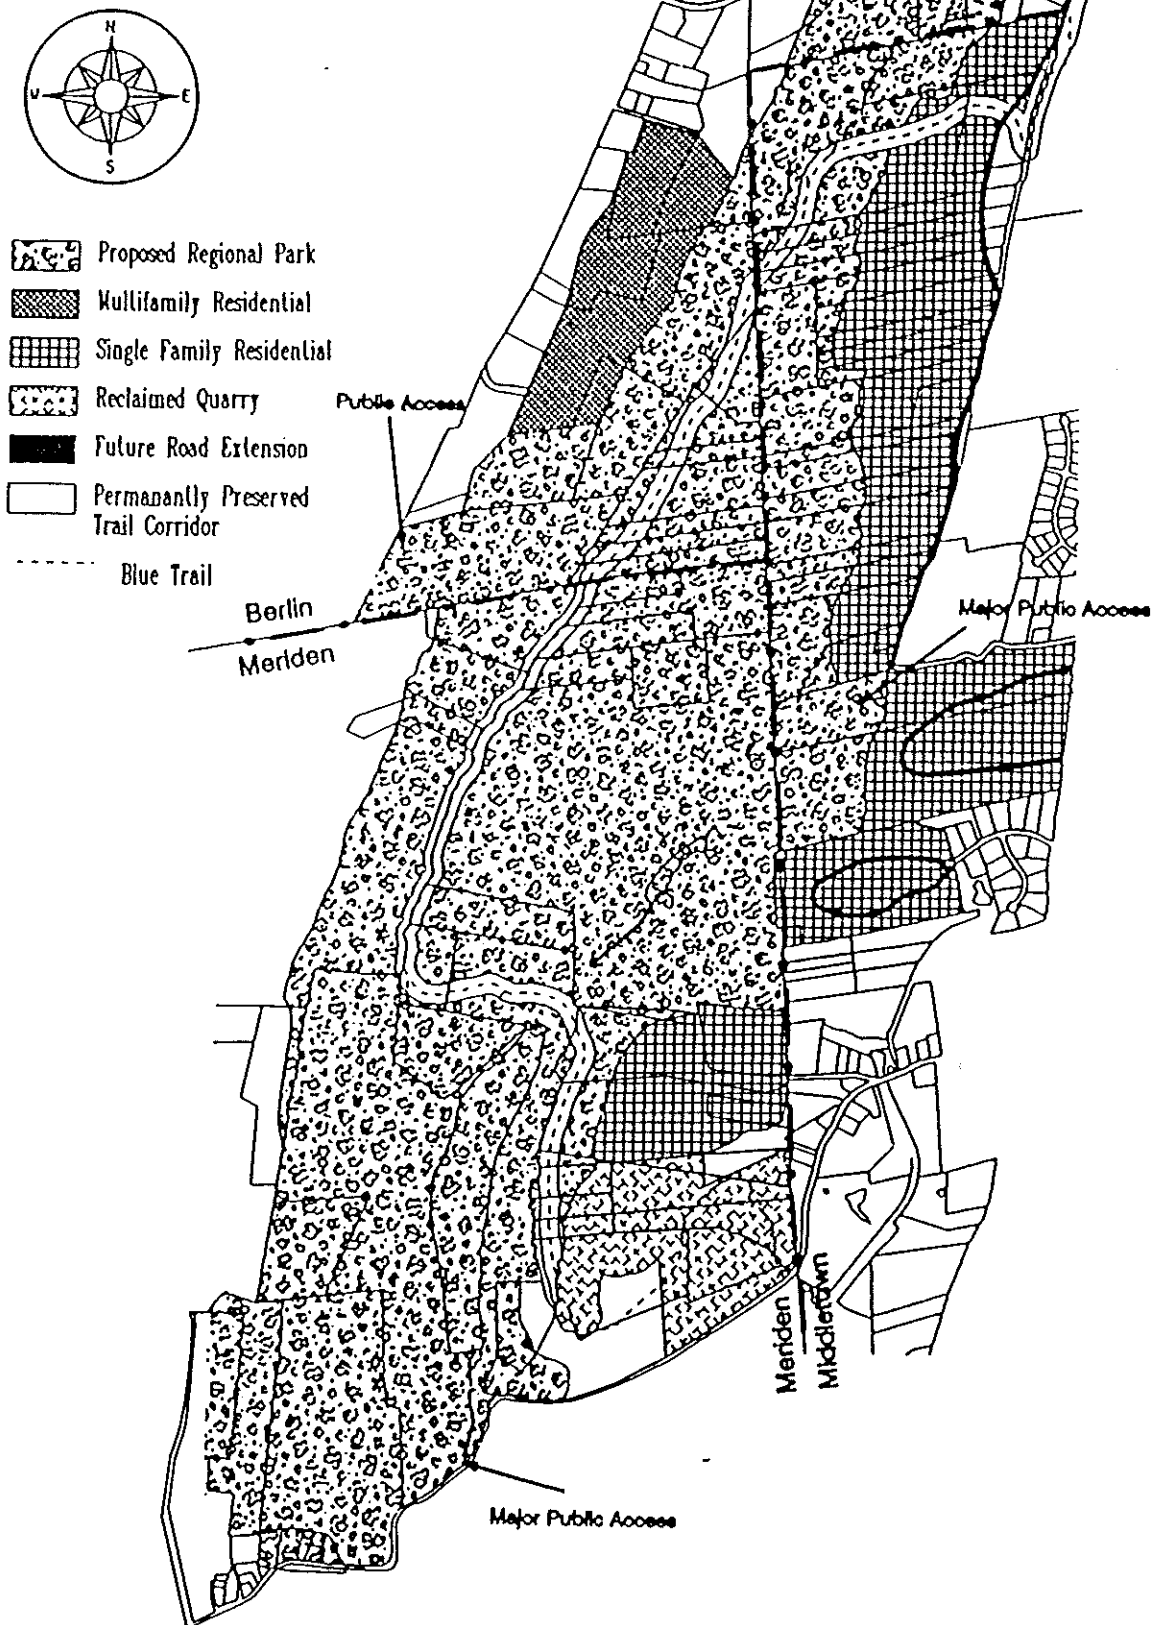 N
W E
S
Proposed Regional Park
Multifamily Residential
Single Family Residential
Reclaimed Quarry
Public Access
Future Road Extension
Permanantly Preserved
Trail Corridor
Blue Trail
Berlin
Meriden
Major Public Access
Meriden
Middletown
Major Public Access